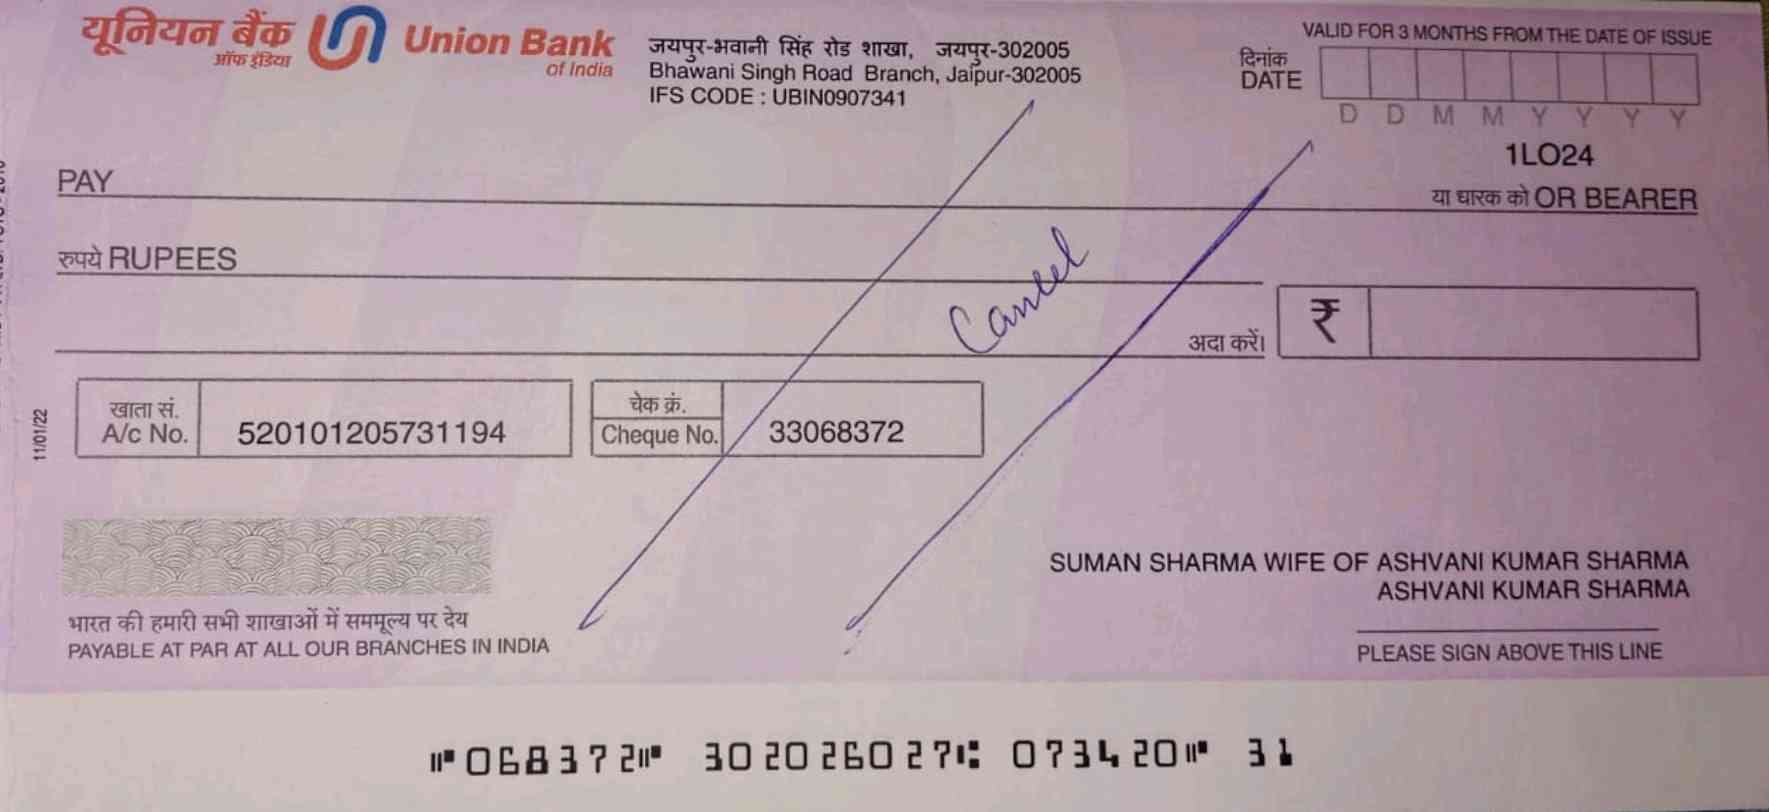 यूनियन बैंक
ऑफ इंडिया
Union Bank
of India
जयपुर-भवानी सिंह रोड शाखा, जयपुर-302005
Bhawani Singh Road Branch, Jaipur-302005
IFS CODE : UBIN0907341
VALID FOR 3 MONTHS FROM THE DATE OF ISSUE
दिनांक
DATE
D D M M Y Y Y Y
1LO24
PAY
या धारक को OR BEARER
रुपये RUPEES
Cancel
अदा करें।
₹
खाता सं.
A/c No.
520101205731194
चेक क्रं.
Cheque No.
33068372
11/01/22
SUMAN SHARMA WIFE OF ASHVANI KUMAR SHARMA
ASHVANI KUMAR SHARMA
भारत की हमारी सभी शाखाओं में सममूल्य पर देय
PAYABLE AT PAR AT ALL OUR BRANCHES IN INDIA
PLEASE SIGN ABOVE THIS LINE
⑈068372⑈ 302026027⑆ 073420⑈ 31